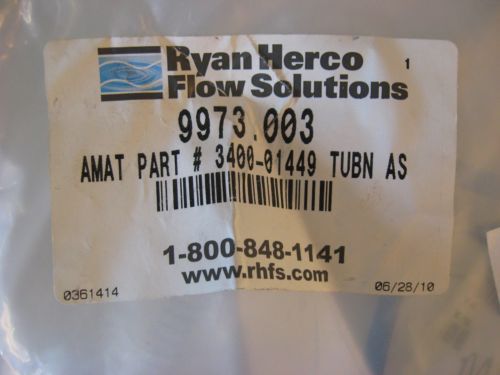 Ryan Herco 1
Flow Solutions
9973.003
AMAT PART # 3400-01449 TUBN AS
1-800-848-1141
www.rhfs.com
0361414 06/28/10